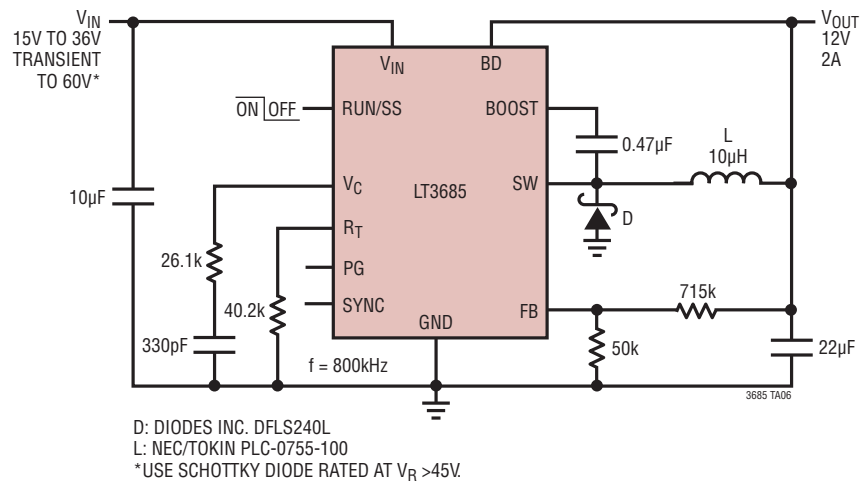 VIN
15V TO 36V
TRANSIENT
TO 60V*
VOUT
12V
2A
VIN
BD
ON OFF
RUN/SS
BOOST
0.47µF
L
10µH
10µF
VC
LT3685
SW
RT
D
26.1k
PG
40.2k
SYNC
FB
715k
GND
330pF
f = 800kHz
50k
22µF
3685 TA06
D: DIODES INC. DFLS240L
L: NEC/TOKIN PLC-0755-100
*USE SCHOTTKY DIODE RATED AT VR >45V.